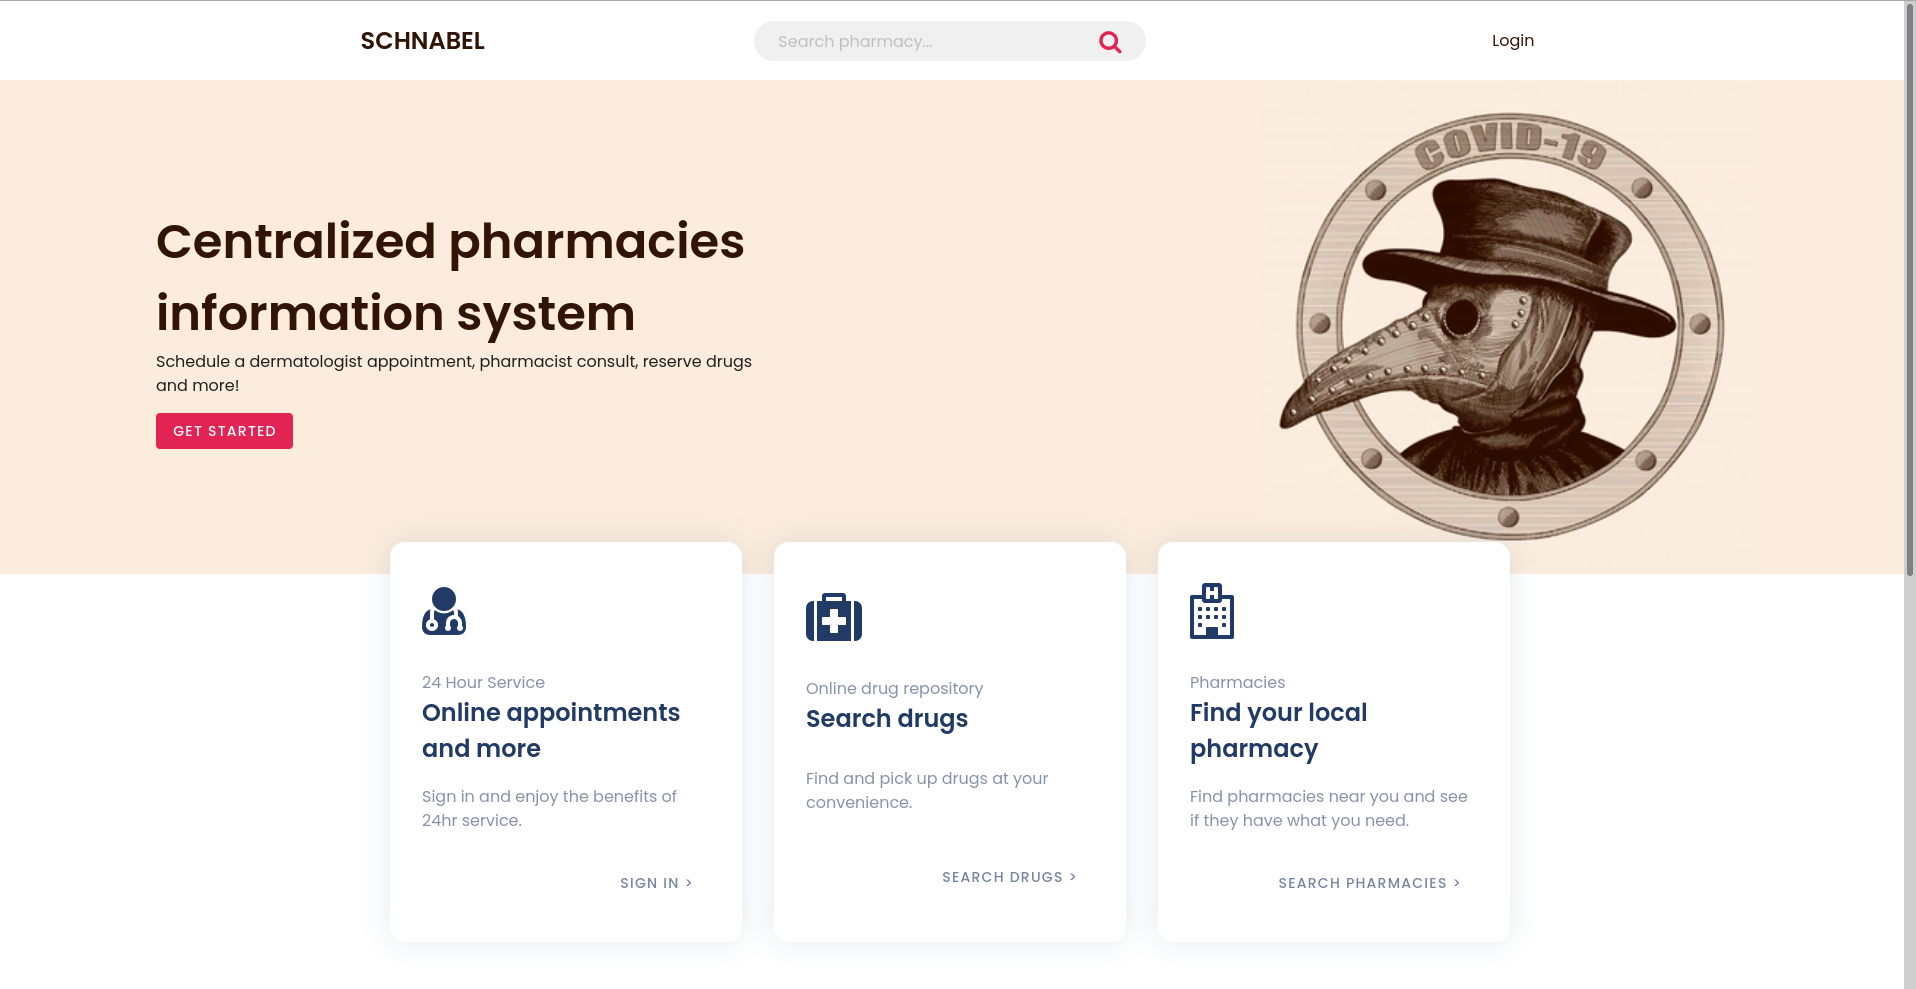 SCHNABEL
Search pharmacy...
Login
COVID-19
Centralized pharmacies
information system
Schedule a dermatologist appointment, pharmacist consult, reserve drugs
and more!
GET STARTED
24 Hour Service
Online appointments
and more
Sign in and enjoy the benefits of
24hr service.
SIGN IN >
Online drug repository
Search drugs
Find and pick up drugs at your
convenience.
SEARCH DRUGS >
H
Pharmacies
Find your local
pharmacy
Find pharmacies near you and see
if they have what you need.
SEARCH PHARMACIES >